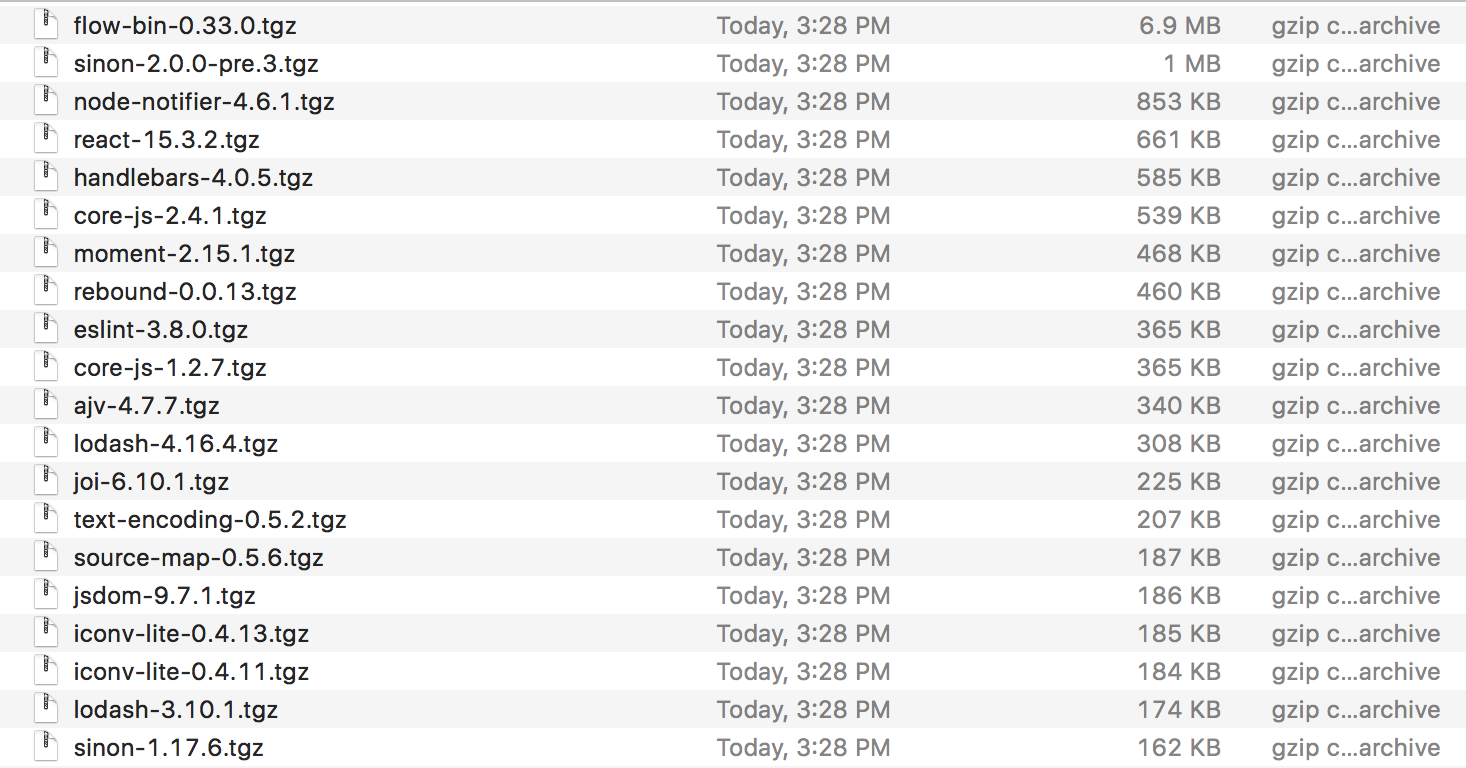 flow-bin-0.33.0.tgz Today, 3:28 PM 6.9 MB gzip c...archive
sinon-2.0.0-pre.3.tgz Today, 3:28 PM 1 MB gzip c...archive
node-notifier-4.6.1.tgz Today, 3:28 PM 853 KB gzip c...archive
react-15.3.2.tgz Today, 3:28 PM 661 KB gzip c...archive
handlebars-4.0.5.tgz Today, 3:28 PM 585 KB gzip c...archive
core-js-2.4.1.tgz Today, 3:28 PM 539 KB gzip c...archive
moment-2.15.1.tgz Today, 3:28 PM 468 KB gzip c...archive
rebound-0.0.13.tgz Today, 3:28 PM 460 KB gzip c...archive
eslint-3.8.0.tgz Today, 3:28 PM 365 KB gzip c...archive
core-js-1.2.7.tgz Today, 3:28 PM 365 KB gzip c...archive
ajv-4.7.7.tgz Today, 3:28 PM 340 KB gzip c...archive
lodash-4.16.4.tgz Today, 3:28 PM 308 KB gzip c...archive
joi-6.10.1.tgz Today, 3:28 PM 225 KB gzip c...archive
text-encoding-0.5.2.tgz Today, 3:28 PM 207 KB gzip c...archive
source-map-0.5.6.tgz Today, 3:28 PM 187 KB gzip c...archive
jsdom-9.7.1.tgz Today, 3:28 PM 186 KB gzip c...archive
iconv-lite-0.4.13.tgz Today, 3:28 PM 185 KB gzip c...archive
iconv-lite-0.4.11.tgz Today, 3:28 PM 184 KB gzip c...archive
lodash-3.10.1.tgz Today, 3:28 PM 174 KB gzip c...archive
sinon-1.17.6.tgz Today, 3:28 PM 162 KB gzip c...archive